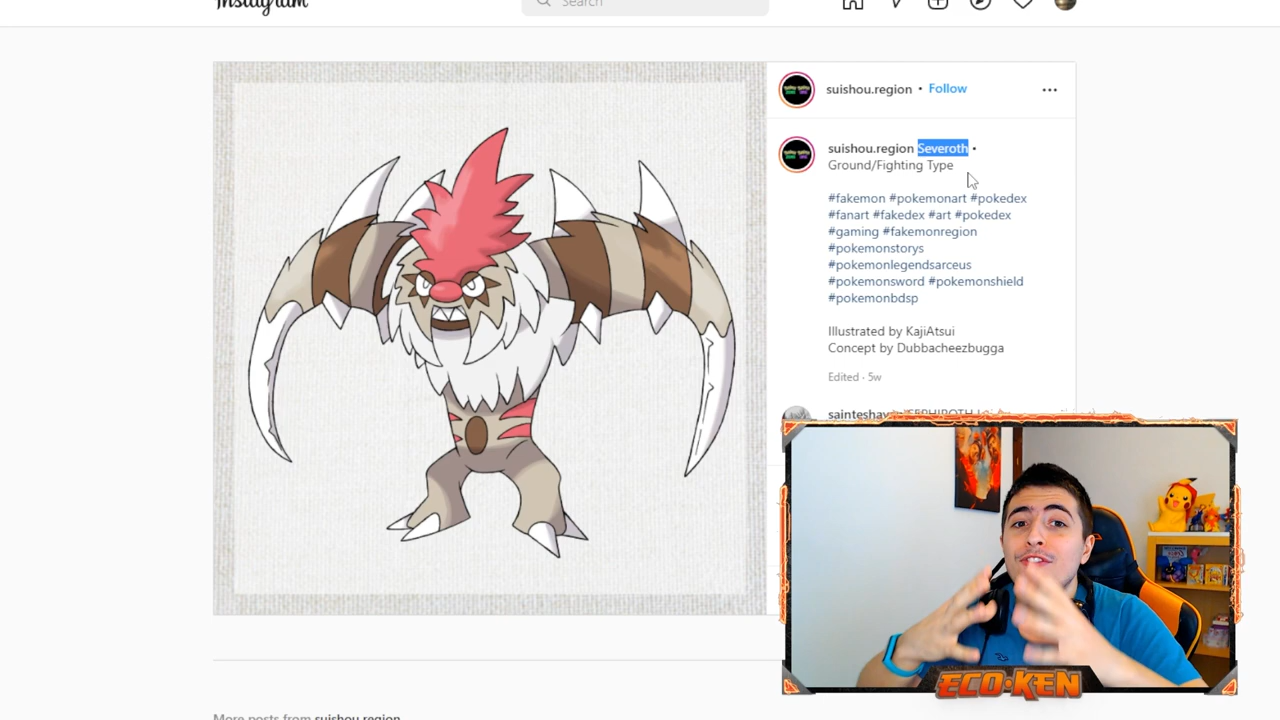 Instagram
Search
suishou.region • Follow
suishou.region Severoth •
Ground/Fighting Type
#fakemon #pokemonart #pokedex
#fanart #fakedex #art #pokedex
#gaming #fakemonregion
#pokemonstorys
#pokemonlegendsarceus
#pokemonsword #pokemonshield
#pokemonbdsp
Illustrated by KajiAtsui
Concept by Dubbacheezbugga
Edited · 5w
ECO·KEN
More posts from suishou.region